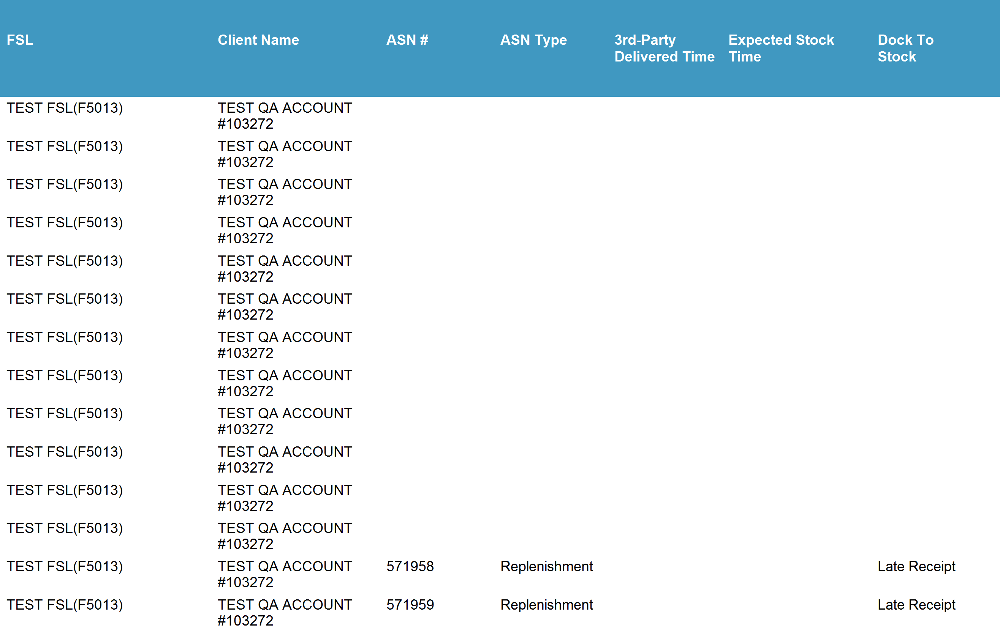 FSL Client Name ASN # ASN Type 3rd-Party Expected Stock Dock To
Delivered Time Time Stock
TEST FSL(F5013) TEST QA ACCOUNT
#103272
TEST FSL(F5013) TEST QA ACCOUNT
#103272
TEST FSL(F5013) TEST QA ACCOUNT
#103272
TEST FSL(F5013) TEST QA ACCOUNT
#103272
TEST FSL(F5013) TEST QA ACCOUNT
#103272
TEST FSL(F5013) TEST QA ACCOUNT
#103272
TEST FSL(F5013) TEST QA ACCOUNT
#103272
TEST FSL(F5013) TEST QA ACCOUNT
#103272
TEST FSL(F5013) TEST QA ACCOUNT
#103272
TEST FSL(F5013) TEST QA ACCOUNT
#103272
TEST FSL(F5013) TEST QA ACCOUNT
#103272
TEST FSL(F5013) TEST QA ACCOUNT
#103272
TEST FSL(F5013) TEST QA ACCOUNT 571958 Replenishment Late Receipt
#103272
TEST FSL(F5013) TEST QA ACCOUNT 571959 Replenishment Late Receipt
#103272